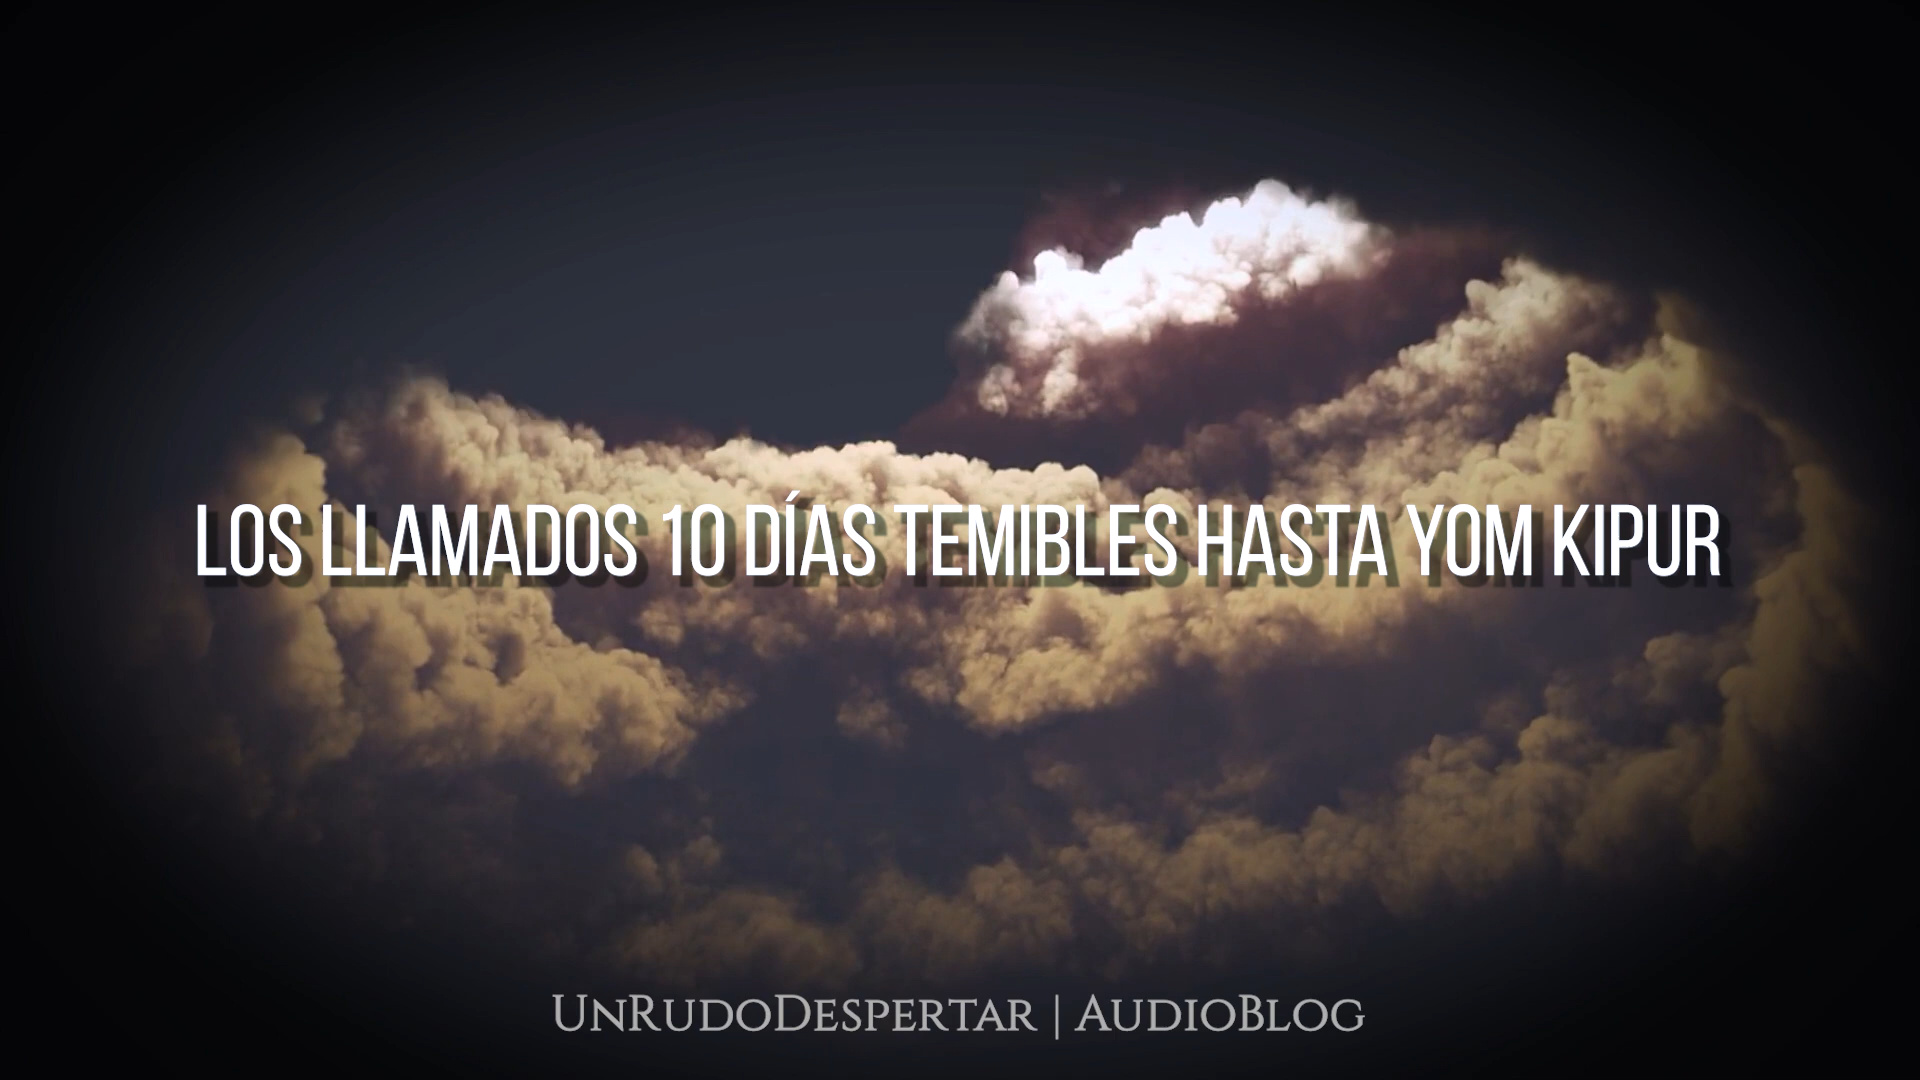 LOS LLAMADOS 10 DÍAS TEMIBLES HASTA YOM KIPUR
UnRudoDespertar | AudioBlog